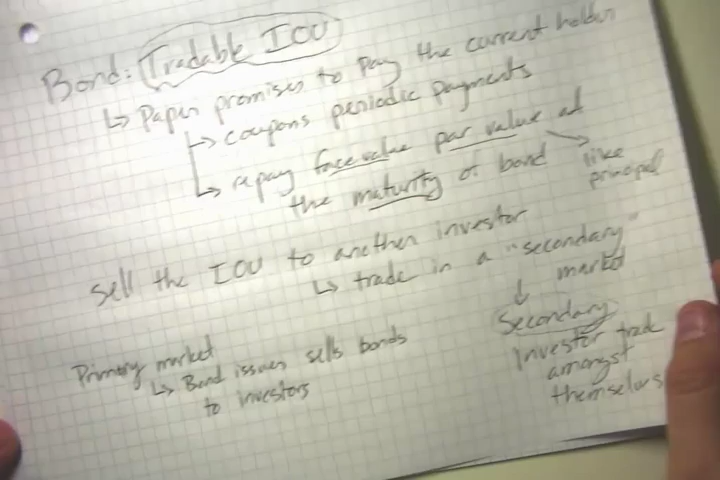 Bond: Tradable IOU
↳ Paper promises to pay the current holder
↳ coupons periodic payments
↳ repay face value par value at
the maturity of bond
like
principal
Sell the IOU to another investor
↳ trade in a "secondary"
market
Secondary
Investor trade
amongst
themselves
Primary market
↳ Bond issuer sells bonds
to investors